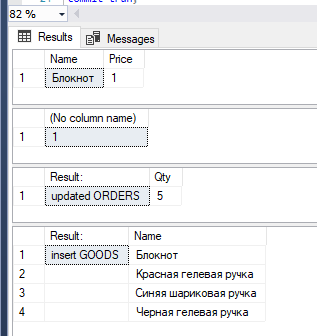 82 %
Results Messages
Name Price
1 Блокнот 1
(No column name)
1 1
Result: Qty
1 updated ORDERS 5
Result: Name
1 insert GOODS Блокнот
2 Красная гелевая ручка
3 Синяя шариковая ручка
4 Черная гелевая ручка